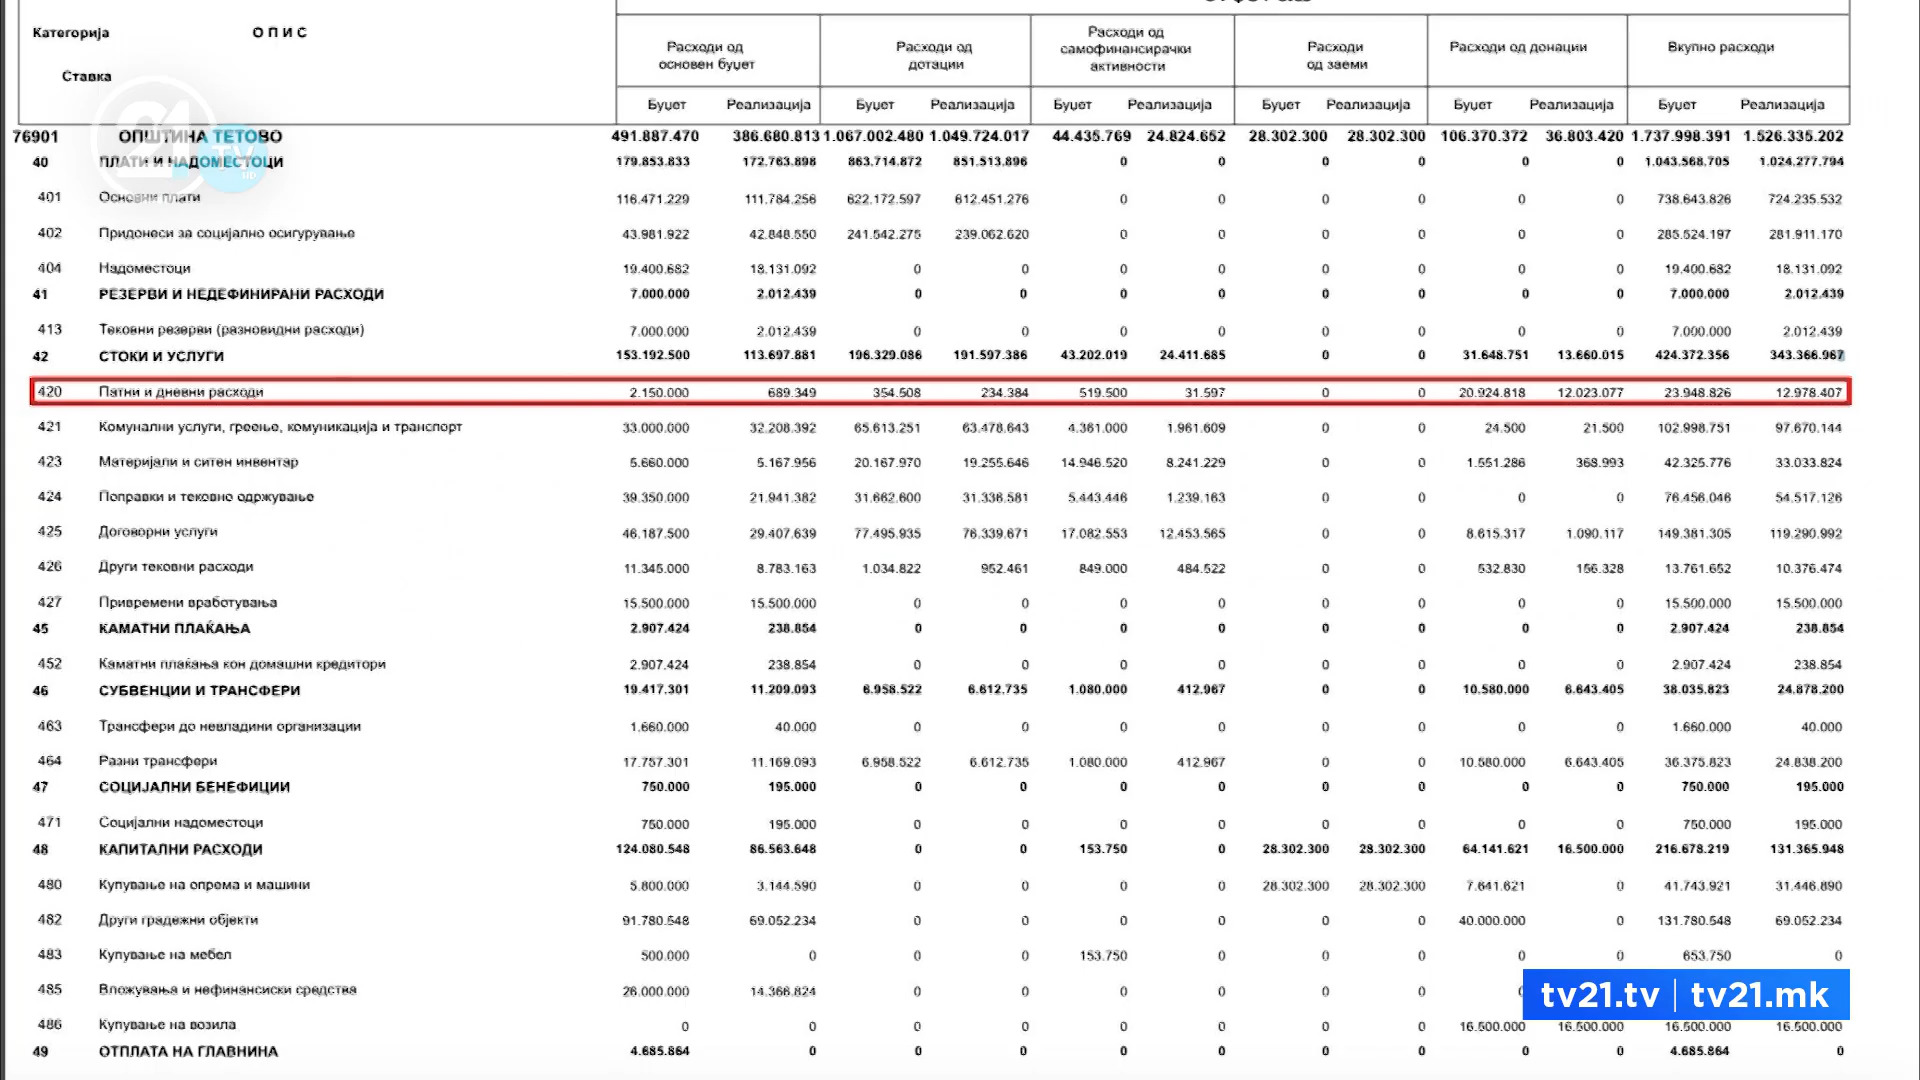 Категорија О П И С
Ставка
Расходи од основен буџет Расходи од дотации Расходи од самофинансирачки активности Расходи од заеми Расходи од донации Вкупно расходи
Буџет Реализација Буџет Реализација Буџет Реализација Буџет Реализација Буџет Реализација Буџет Реализација
76901 ОПШТИНА ТЕТОВО 491.887.470 386.680.813 1.067.002.480 1.049.724.017 44.435.769 24.824.652 28.302.300 28.302.300 106.370.372 36.803.420 1.737.998.391 1.526.335.202
40 ПЛАТИ И НАДОМЕСТОЦИ 179.853.833 172.763.898 863.714.872 851.513.896 0 0 0 0 0 0 1.043.568.705 1.024.277.794
401 Основни плати 116.471.229 111.784.256 622.172.597 612.451.276 0 0 0 0 0 0 738.643.826 724.235.532
402 Придонеси за социјално осигурување 43.981.922 42.848.550 241.542.275 239.062.620 0 0 0 0 0 0 285.524.197 281.911.170
404 Надоместоци 19.400.682 18.131.092 0 0 0 0 0 0 0 0 19.400.682 18.131.092
41 РЕЗЕРВИ И НЕДЕФИНИРАНИ РАСХОДИ 7.000.000 2.012.439 0 0 0 0 0 0 0 0 7.000.000 2.012.439
413 Тековни резерви (разновидни расходи) 7.000.000 2.012.439 0 0 0 0 0 0 0 0 7.000.000 2.012.439
42 СТОКИ И УСЛУГИ 153.192.500 113.697.881 196.329.086 191.597.386 43.202.019 24.411.685 0 0 31.648.751 13.660.015 424.372.356 343.366.967
420 Патни и дневни расходи 2.150.000 689.349 354.508 234.384 519.500 31.597 0 0 20.924.818 12.023.077 23.948.826 12.978.407
421 Комунални услуги, греење, комуникација и транспорт 33.000.000 32.208.392 65.613.251 63.478.643 4.361.000 1.961.609 0 0 24.500 21.500 102.998.751 97.670.144
423 Материјали и ситен инвентар 5.660.000 5.167.956 20.167.970 19.255.646 14.946.520 8.241.229 0 0 1.551.286 368.993 42.325.776 33.033.824
424 Поправки и тековно одржување 39.350.000 21.941.382 31.662.600 31.336.581 5.443.446 1.239.163 0 0 0 0 76.456.046 54.517.126
425 Договорни услуги 46.187.500 29.407.639 77.495.935 76.339.671 17.082.553 12.453.565 0 0 8.615.317 1.090.117 149.381.305 119.290.992
426 Други тековни расходи 11.345.000 8.783.163 1.034.822 952.461 849.000 484.522 0 0 532.830 156.328 13.761.652 10.376.474
427 Привремени вработувања 15.500.000 15.500.000 0 0 0 0 0 0 0 0 15.500.000 15.500.000
45 КАМАТНИ ПЛАЌАЊА 2.907.424 238.854 0 0 0 0 0 0 0 0 2.907.424 238.854
452 Каматни плаќања кон домашни кредитори 2.907.424 238.854 0 0 0 0 0 0 0 0 2.907.424 238.854
46 СУБВЕНЦИИ И ТРАНСФЕРИ 19.417.301 11.209.093 6.958.522 6.612.735 1.080.000 412.967 0 0 10.580.000 6.643.405 38.035.823 24.878.200
463 Трансфери до невладини организации 1.660.000 40.000 0 0 0 0 0 0 0 0 1.660.000 40.000
464 Разни трансфери 17.757.301 11.169.093 6.958.522 6.612.735 1.080.000 412.967 0 0 10.580.000 6.643.405 36.375.823 24.838.200
47 СОЦИЈАЛНИ БЕНЕФИЦИИ 750.000 195.000 0 0 0 0 0 0 0 0 750.000 195.000
471 Социјални надоместоци 750.000 195.000 0 0 0 0 0 0 0 0 750.000 195.000
48 КАПИТАЛНИ РАСХОДИ 124.080.548 86.563.648 0 0 153.750 0 28.302.300 28.302.300 64.141.621 16.500.000 216.678.219 131.365.948
480 Купување на опрема и машини 5.800.000 3.144.590 0 0 0 0 28.302.300 28.302.300 7.641.621 0 41.743.921 31.446.890
482 Други градежни објекти 91.780.548 69.052.234 0 0 0 0 0 0 40.000.000 0 131.780.548 69.052.234
483 Купување на мебел 500.000 0 0 0 153.750 0 0 0 0 0 653.750 0
485 Вложувања и нефинансиски средства 26.000.000 14.366.824 0 0 0 0 0 0
tv21.tv | tv21.mk
486 Купување на возила 0 0 0 0 0 0 0 0 16.500.000 16.500.000 16.500.000 16.500.000
49 ОТПЛАТА НА ГЛАВНИНА 4.685.864 0 0 0 0 0 0 0 0 0 4.685.864 0